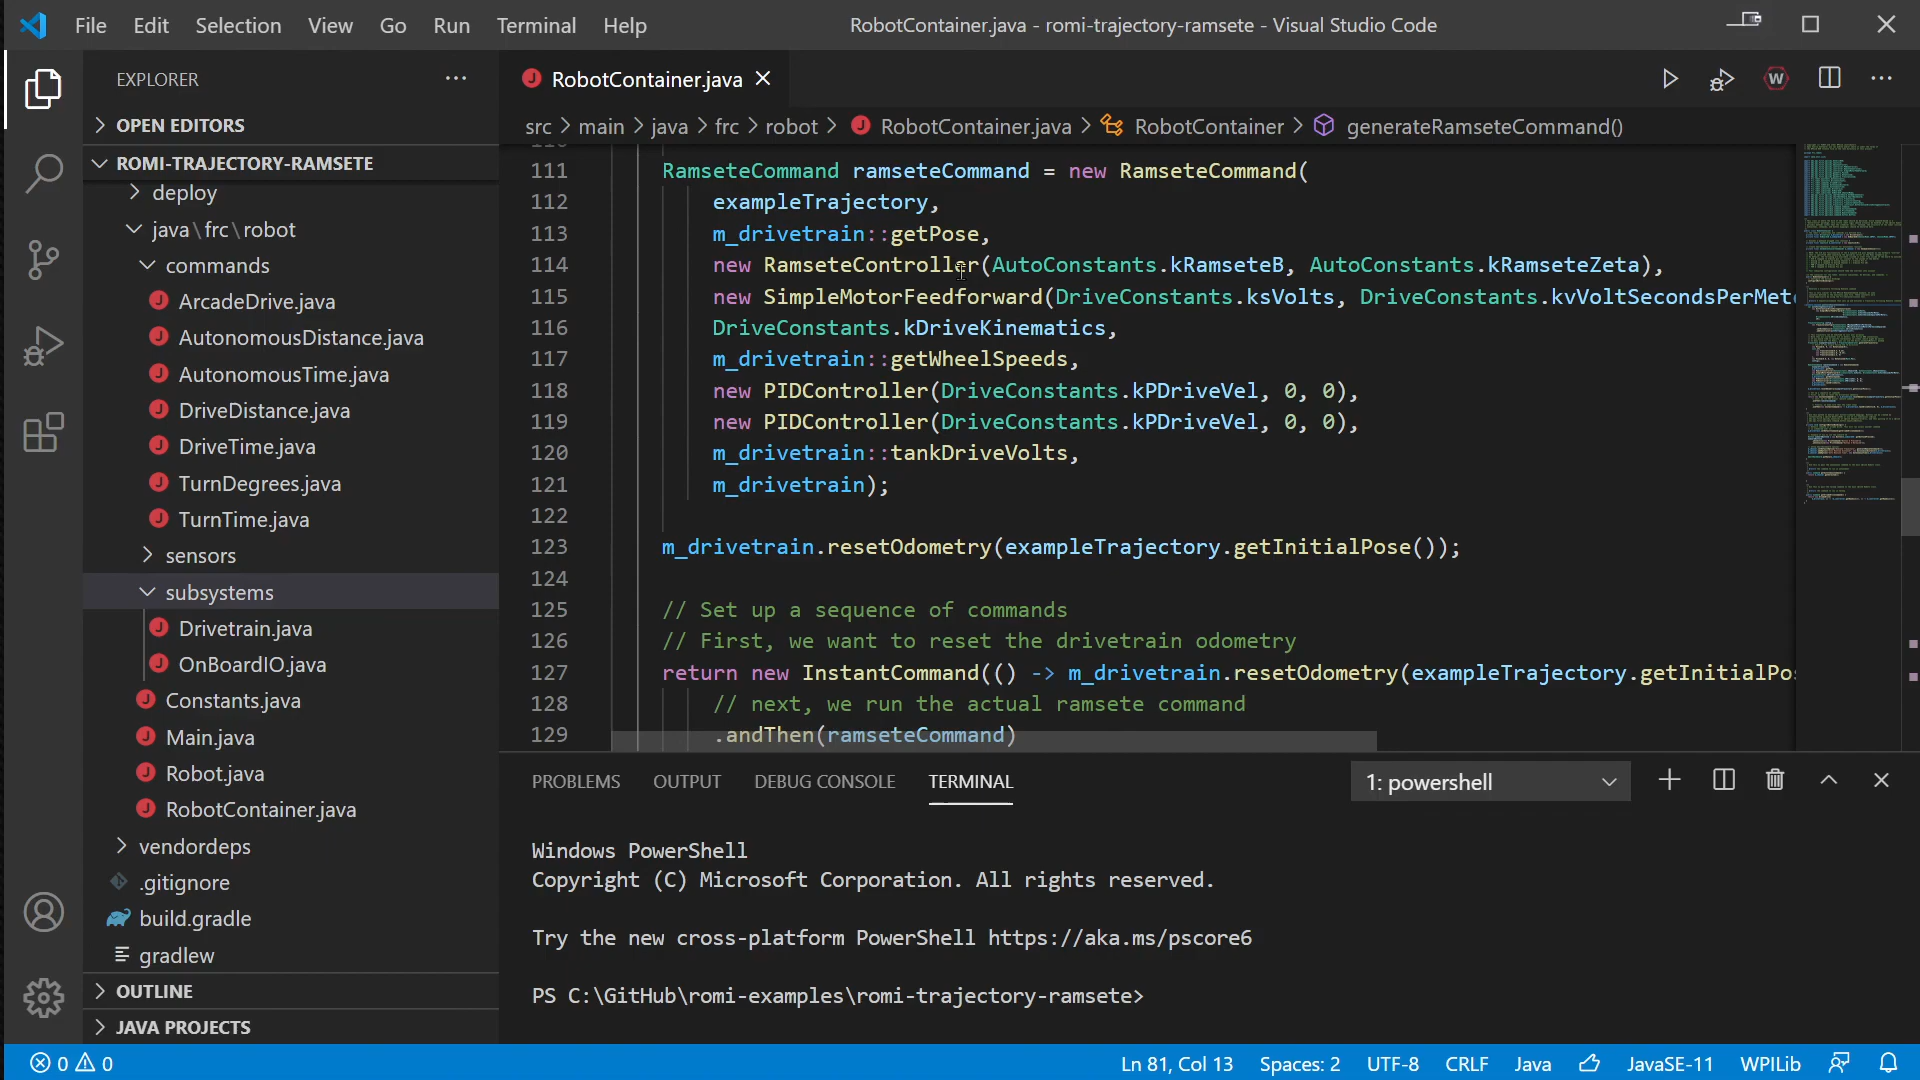 File Edit Selection View Go Run Terminal Help
RobotContainer.java - romi-trajectory-ramsete - Visual Studio Code
EXPLORER
OPEN EDITORS
ROMI-TRAJECTORY-RAMSETE
deploy
java\frc\robot
commands
ArcadeDrive.java
AutonomousDistance.java
AutonomousTime.java
DriveDistance.java
DriveTime.java
TurnDegrees.java
TurnTime.java
sensors
subsystems
Drivetrain.java
OnBoardIO.java
Constants.java
Main.java
Robot.java
RobotContainer.java
vendordeps
.gitignore
build.gradle
gradlew
OUTLINE
JAVA PROJECTS
RobotContainer.java
src > main > java > frc > robot > RobotContainer.java > RobotContainer > generateRamseteCommand()
111 RamseteCommand ramseteCommand = new RamseteCommand(
112 exampleTrajectory,
113 m_drivetrain::getPose,
114 new RamseteController(AutoConstants.kRamseteB, AutoConstants.kRamseteZeta),
115 new SimpleMotorFeedforward(DriveConstants.ksVolts, DriveConstants.kvVoltSecondsPerMete
116 DriveConstants.kDriveKinematics,
117 m_drivetrain::getWheelSpeeds,
118 new PIDController(DriveConstants.kPDriveVel, 0, 0),
119 new PIDController(DriveConstants.kPDriveVel, 0, 0),
120 m_drivetrain::tankDriveVolts,
121 m_drivetrain);
122
123 m_drivetrain.resetOdometry(exampleTrajectory.getInitialPose());
124
125 // Set up a sequence of commands
126 // First, we want to reset the drivetrain odometry
127 return new InstantCommand(() -> m_drivetrain.resetOdometry(exampleTrajectory.getInitialPos
128 // next, we run the actual ramsete command
129 .andThen(ramseteCommand)
PROBLEMS OUTPUT DEBUG CONSOLE TERMINAL
1: powershell
Windows PowerShell
Copyright (C) Microsoft Corporation. All rights reserved.
Try the new cross-platform PowerShell https://aka.ms/pscore6
PS C:\GitHub\romi-examples\romi-trajectory-ramsete>
0 0
Ln 81, Col 13 Spaces: 2 UTF-8 CRLF Java JavaSE-11 WPILib